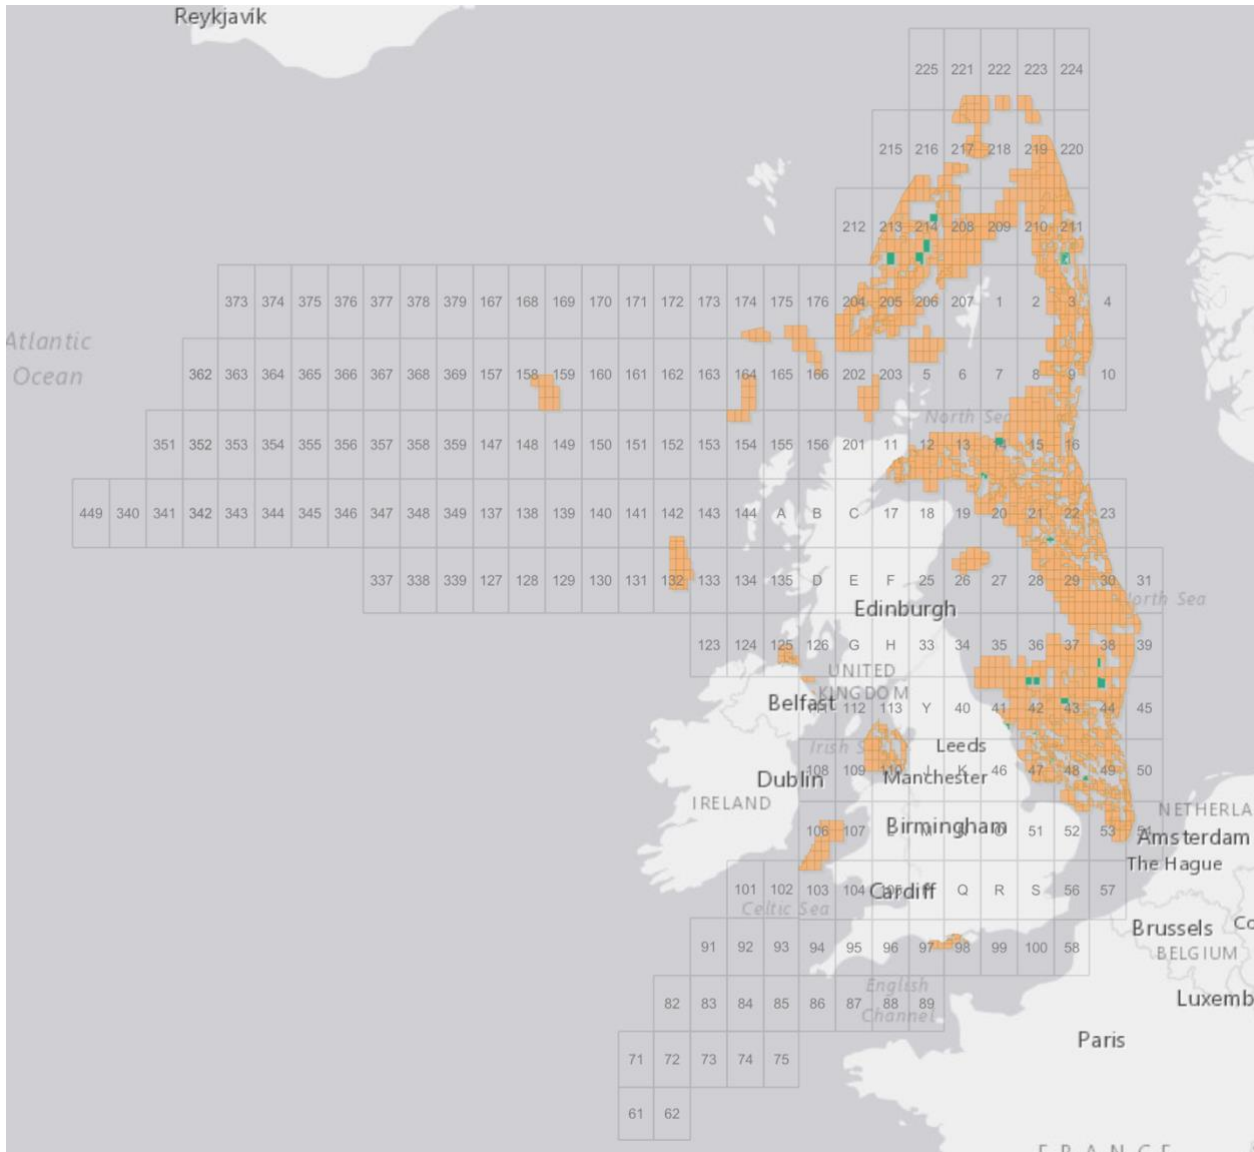 Reykjavík
225 221 222 223 224
215 216 217 218 219 220
212 213 214 208 209 210 211
373 374 375 376 377 378 379 167 168 169 170 171 172 173 174 175 176 204 205 206 207 1 2 3 4
Atlantic
Ocean
362 363 364 365 366 367 368 369 157 158 159 160 161 162 163 164 165 166 202 203 5 6 7 8 9 10
North Sea
351 352 353 354 355 356 357 358 359 147 148 149 150 151 152 153 154 155 156 201 11 12 13 14 15 16
449 340 341 342 343 344 345 346 347 348 349 137 138 139 140 141 142 143 144 A B C 17 18 19 20 21 22 23
337 338 339 127 128 129 130 131 132 133 134 135 D E F 25 26 27 28 29 30 31
North Sea
Edinburgh
123 124 125 126 G H 33 34 35 36 37 38 39
UNITED
KINGDOM
Belfast 112 113 Y 40 41 42 43 44 45
Irish S
Leeds
108 109 110 J K 46 47 48 49 50
Dublin
Manchester
IRELAND
NETHERLA
106 107 M O 51 52 53
Birmingham
Amsterdam
The Hague
101 102 103 104 Q R S 56 57
Cardiff
Celtic Sea
Brussels
Co
BELGIUM
91 92 93 94 95 96 97 98 99 100 58
English
Channel
Luxemb
82 83 84 85 86 87 88 89
Paris
71 72 73 74 75
61 62
FRANCE